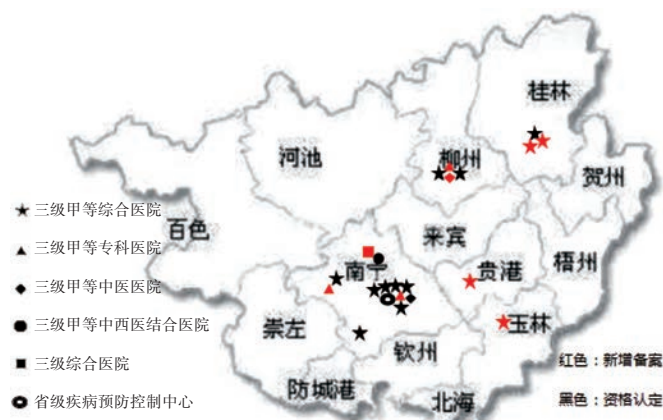 桂林
河池
柳州
贺州
★ 三级甲等综合医院
百色
来宾
▲ 三级甲等专科医院
南宁
贵港
梧州
◆ 三级甲等中医医院
● 三级甲等中西医结合医院
崇左
玉林
■ 三级综合医院
钦州
红色：新增备案
防城港
北海
省级疾病预防控制中心
黑色：资格认定